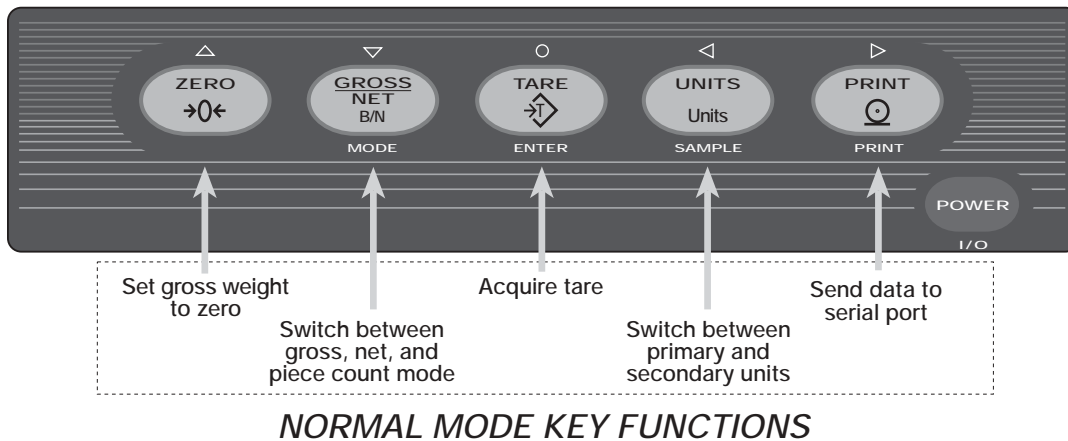 ZERO
→0←
GROSS
NET
B/N
TARE
T
UNITS
Units
PRINT
MODE
ENTER
SAMPLE
PRINT
POWER
I/O
Set gross weight
to zero
Switch between
gross, net, and
piece count mode
Acquire tare
Switch between
primary and
secondary units
Send data to
serial port
NORMAL MODE KEY FUNCTIONS